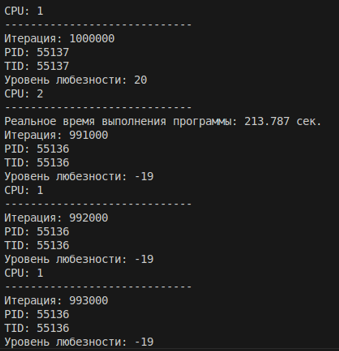 CPU: 1
-----------------------------
Итерация: 1000000
PID: 55137
TID: 55137
Уровень любезности: 20
CPU: 2
-----------------------------
Реальное время выполнения программы: 213.787 сек.
Итерация: 991000
PID: 55136
TID: 55136
Уровень любезности: -19
CPU: 1
-----------------------------
Итерация: 992000
PID: 55136
TID: 55136
Уровень любезности: -19
CPU: 1
-----------------------------
Итерация: 993000
PID: 55136
TID: 55136
Уровень любезности: -19